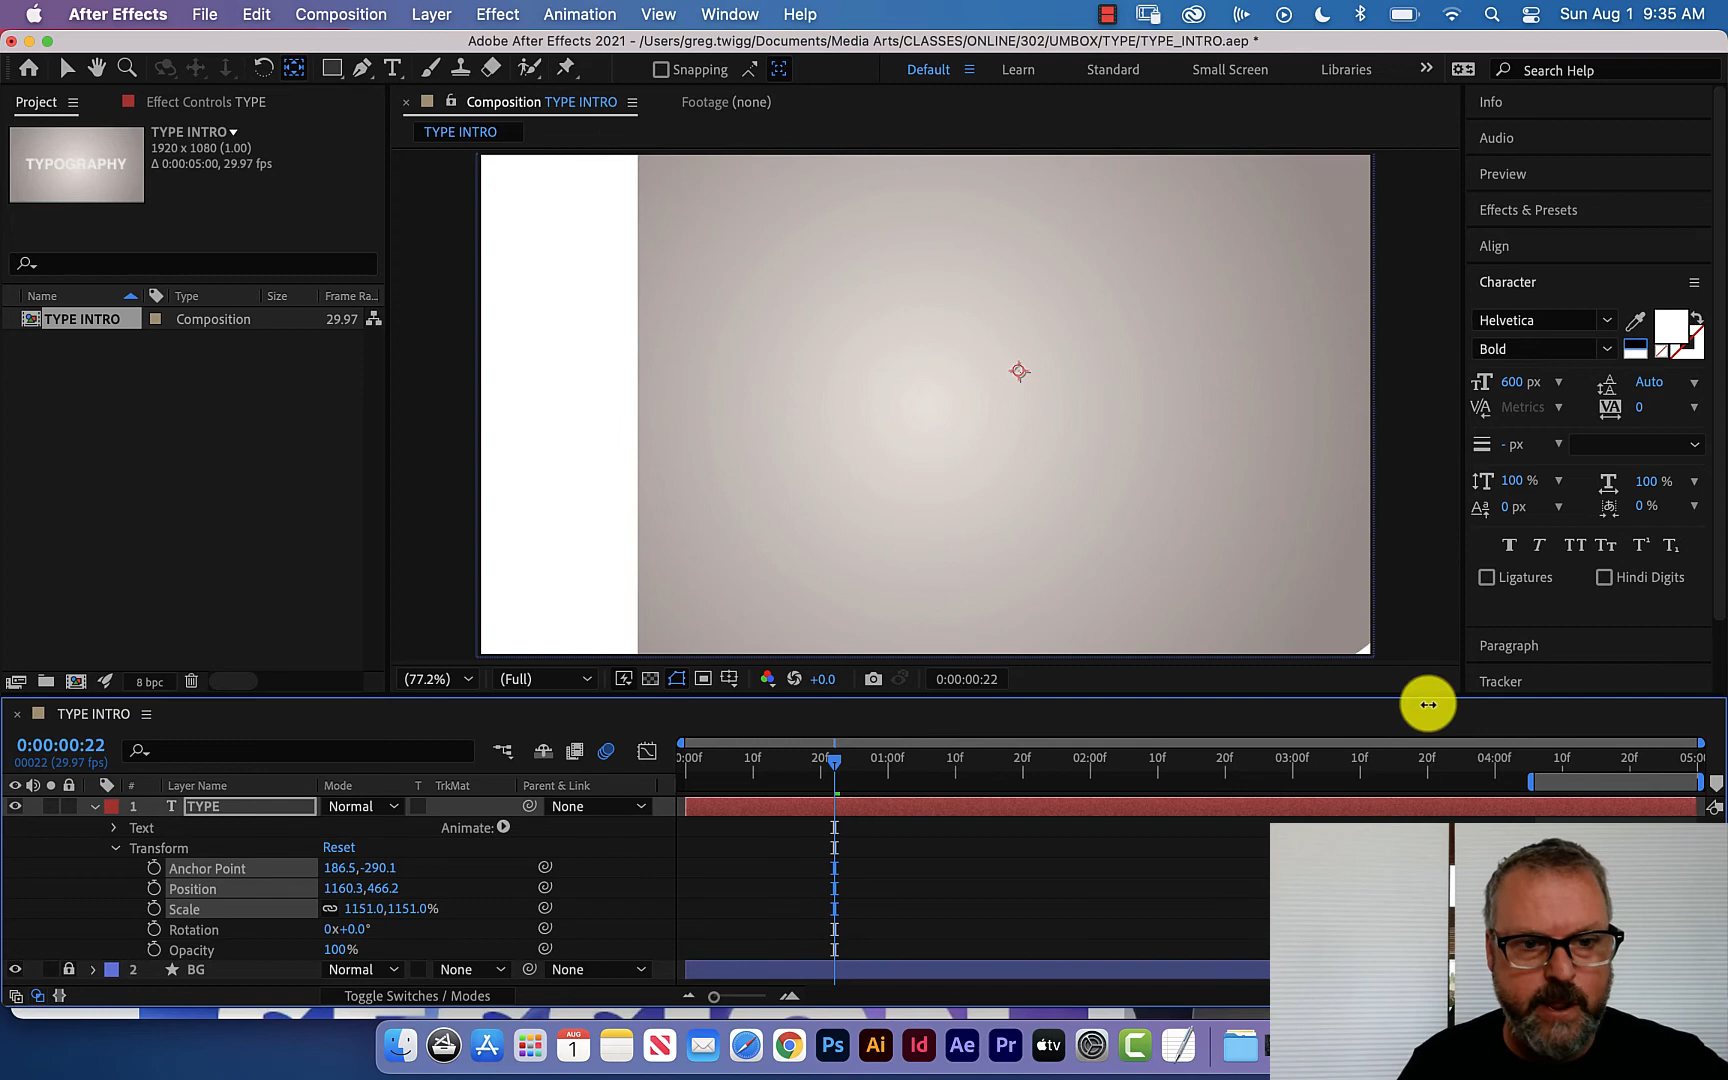 After Effects File Edit Composition Layer Effect Animation View Window Help Sun Aug 1 9:35 AM
Adobe After Effects 2021 - /Users/greg.twigg/Documents/Media Arts/CLASSES/ONLINE/302/UMBOX/TYPE/TYPE_INTRO.aep *
Snapping Default Learn Standard Small Screen Libraries Search Help
Project Effect Controls TYPE Composition TYPE INTRO Footage (none)
TYPE INTRO
TYPE INTRO
1920 x 1080 (1.00)
Δ 0:00:05:00, 29.97 fps
TYPOGRAPHY
Name Type Size Frame Ra...
TYPE INTRO Composition 29.97
8 bpc
(77.2%) (Full) +0.0 0:00:00:22
Info
Audio
Preview
Effects & Presets
Align
Character
Helvetica
Bold
600 px Auto
Metrics 0
- px
100 % 100 %
0 px 0 %
T T TT Tt T¹ T₁
Ligatures Hindi Digits
Paragraph
Tracker
TYPE INTRO
0:00:00:22
00022 (29.97 fps)
:00f 10f 20f 01:00f 10f 20f 02:00f 10f 20f 03:00f 10f 20f 04:00f 10f 20f 05:00
# Layer Name Mode T TrkMat Parent & Link
1 T TYPE Normal None
Text Animate:
Transform Reset
Anchor Point 186.5,-290.1
Position 1160.3,466.2
Scale 1151.0,1151.0%
Rotation 0x+0.0°
Opacity 100%
2 BG Normal None None
Toggle Switches / Modes
AUG
1
Ps Ai Id Ae Pr tv C